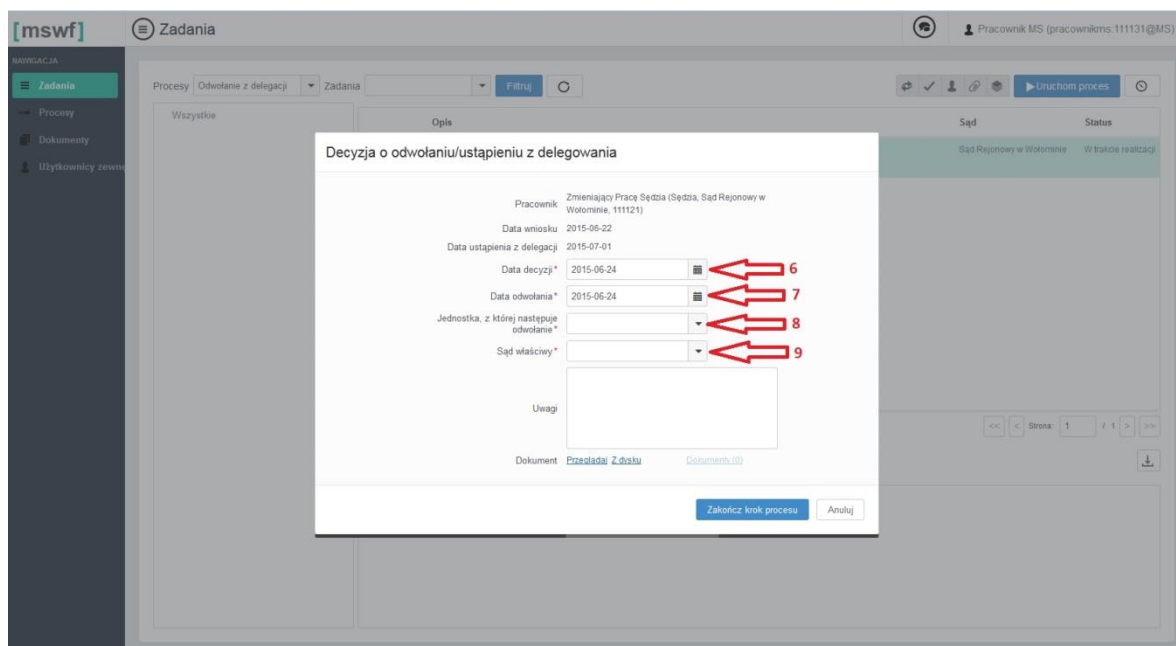 [mswf]
Zadania
Pracownik MS (pracownikms.111131@MS)
NAWIGACJA
Zadania
Procesy
Dokumenty
Użytkownicy zewnę
Procesy Odwołanie z delegacji Zadania Filtruj
Uruchom proces
Wszystkie
Opis Sąd Status
Sąd Rejonowy w Wołominie W trakcie realizacji
Decyzja o odwołaniu/ustąpieniu z delegowania
Pracownik Zmieniający Pracę Sędzia (Sędzia, Sąd Rejonowy w
Wołominie, 111121)
Data wniosku 2015-06-22
Data ustąpienia z delegacji 2015-07-01
Data decyzji* 2015-06-24 6
Data odwołania* 2015-06-24 7
Jednostka, z której następuje
odwołanie* 8
Sąd właściwy* 9
Uwagi
Dokument Przeglądaj Z dysku Dokumenty (0)
Zakończ krok procesu Anuluj
<< < Strona: 1 / 1 > >>